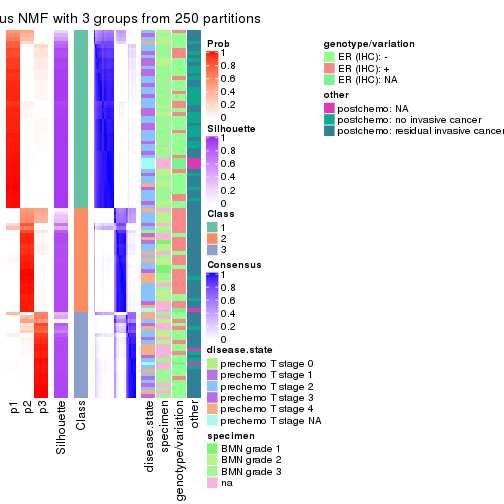 us NMF with 3 groups from 250 partitions
Prob
1
0.8
0.6
0.4
0.2
0
Silhouette
1
0.8
0.6
0.4
0.2
0
Class
1
2
3
Consensus
1
0.8
0.6
0.4
0.2
0
disease.state
prechemo T stage 0
prechemo T stage 1
prechemo T stage 2
prechemo T stage 3
prechemo T stage 4
prechemo T stage NA
specimen
BMN grade 1
BMN grade 2
BMN grade 3
na
genotype/variation
ER (IHC): -
ER (IHC): +
ER (IHC): NA
other
postchemo: NA
postchemo: no invasive cancer
postchemo: residual invasive cancer
p1
p2
p3
Silhouette
Class
disease.state
specimen
genotype/variation
other